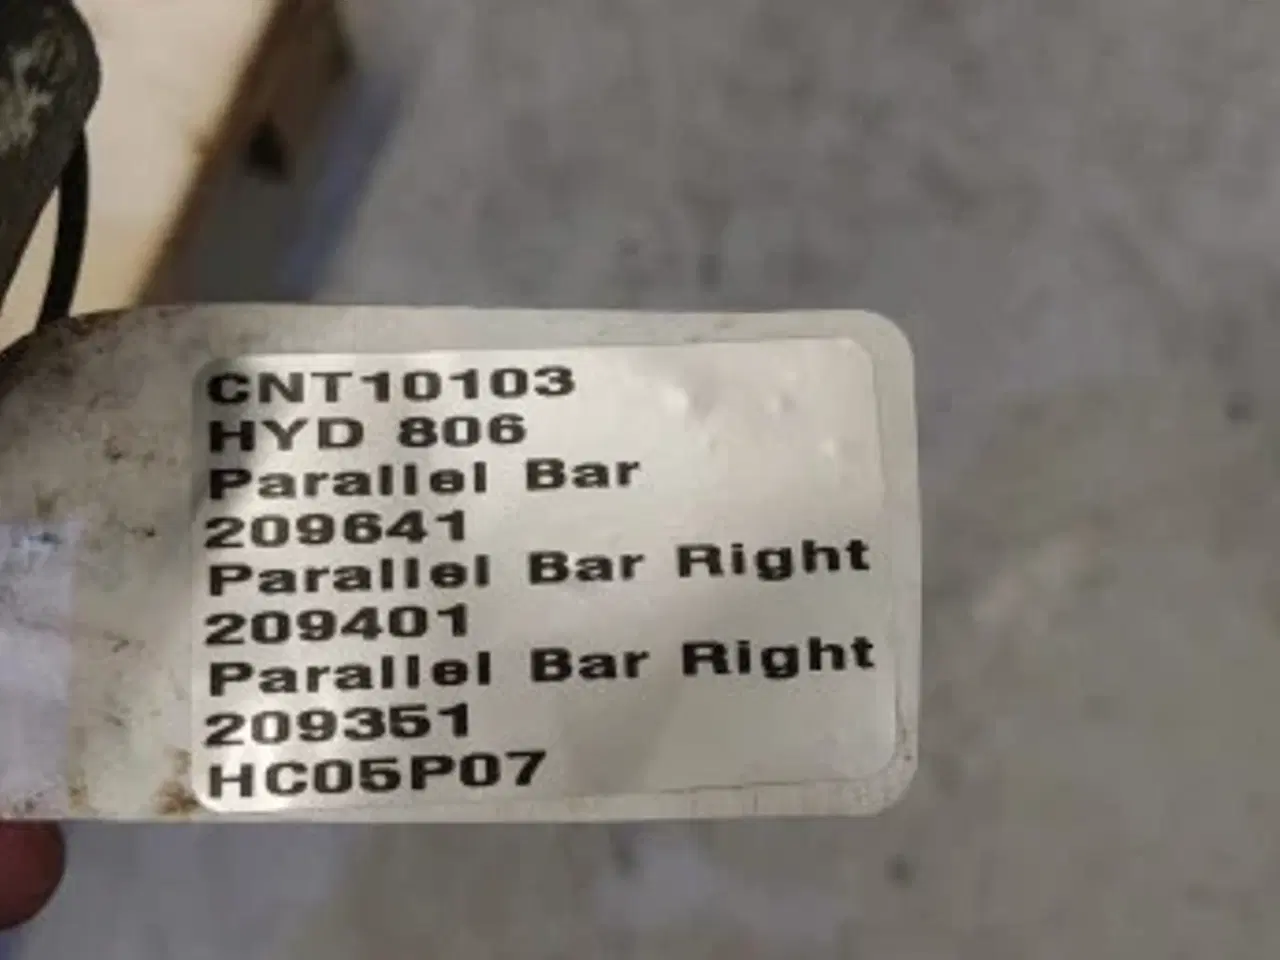 CNT10103
HYD 806
Parallel Bar
209641
Parallel Bar Right
209401
Parallel Bar Right
209351
HC05P07